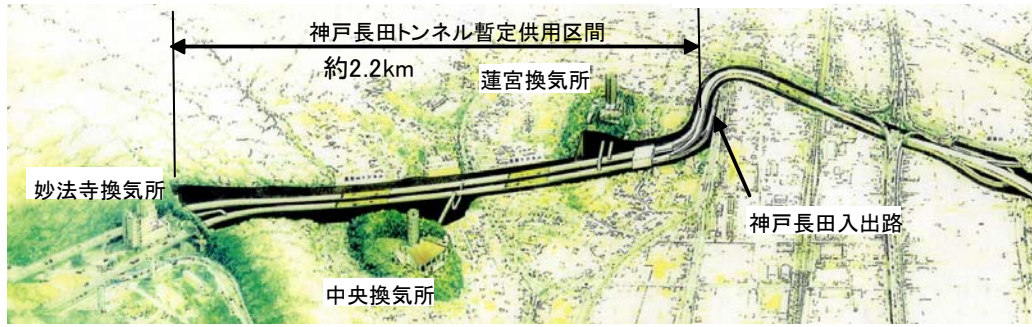 神戸長田トンネル暫定供用区間
約2.2km
蓮宮換気所
妙法寺換気所
神戸長田入出路
中央換気所